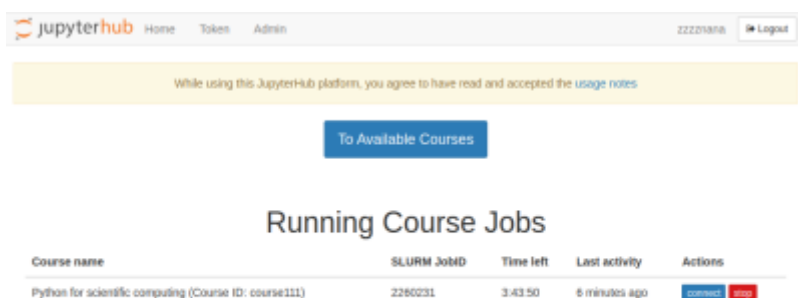 jupyterhub Home Token Admin zzzznana Logout
While using this JupyterHub platform, you agree to have read and accepted the usage notes
To Available Courses
Running Course Jobs
Course name SLURM JobID Time left Last activity Actions
Python for scientific computing (Course ID: course111) 2260231 3:43:50 6 minutes ago connect stop